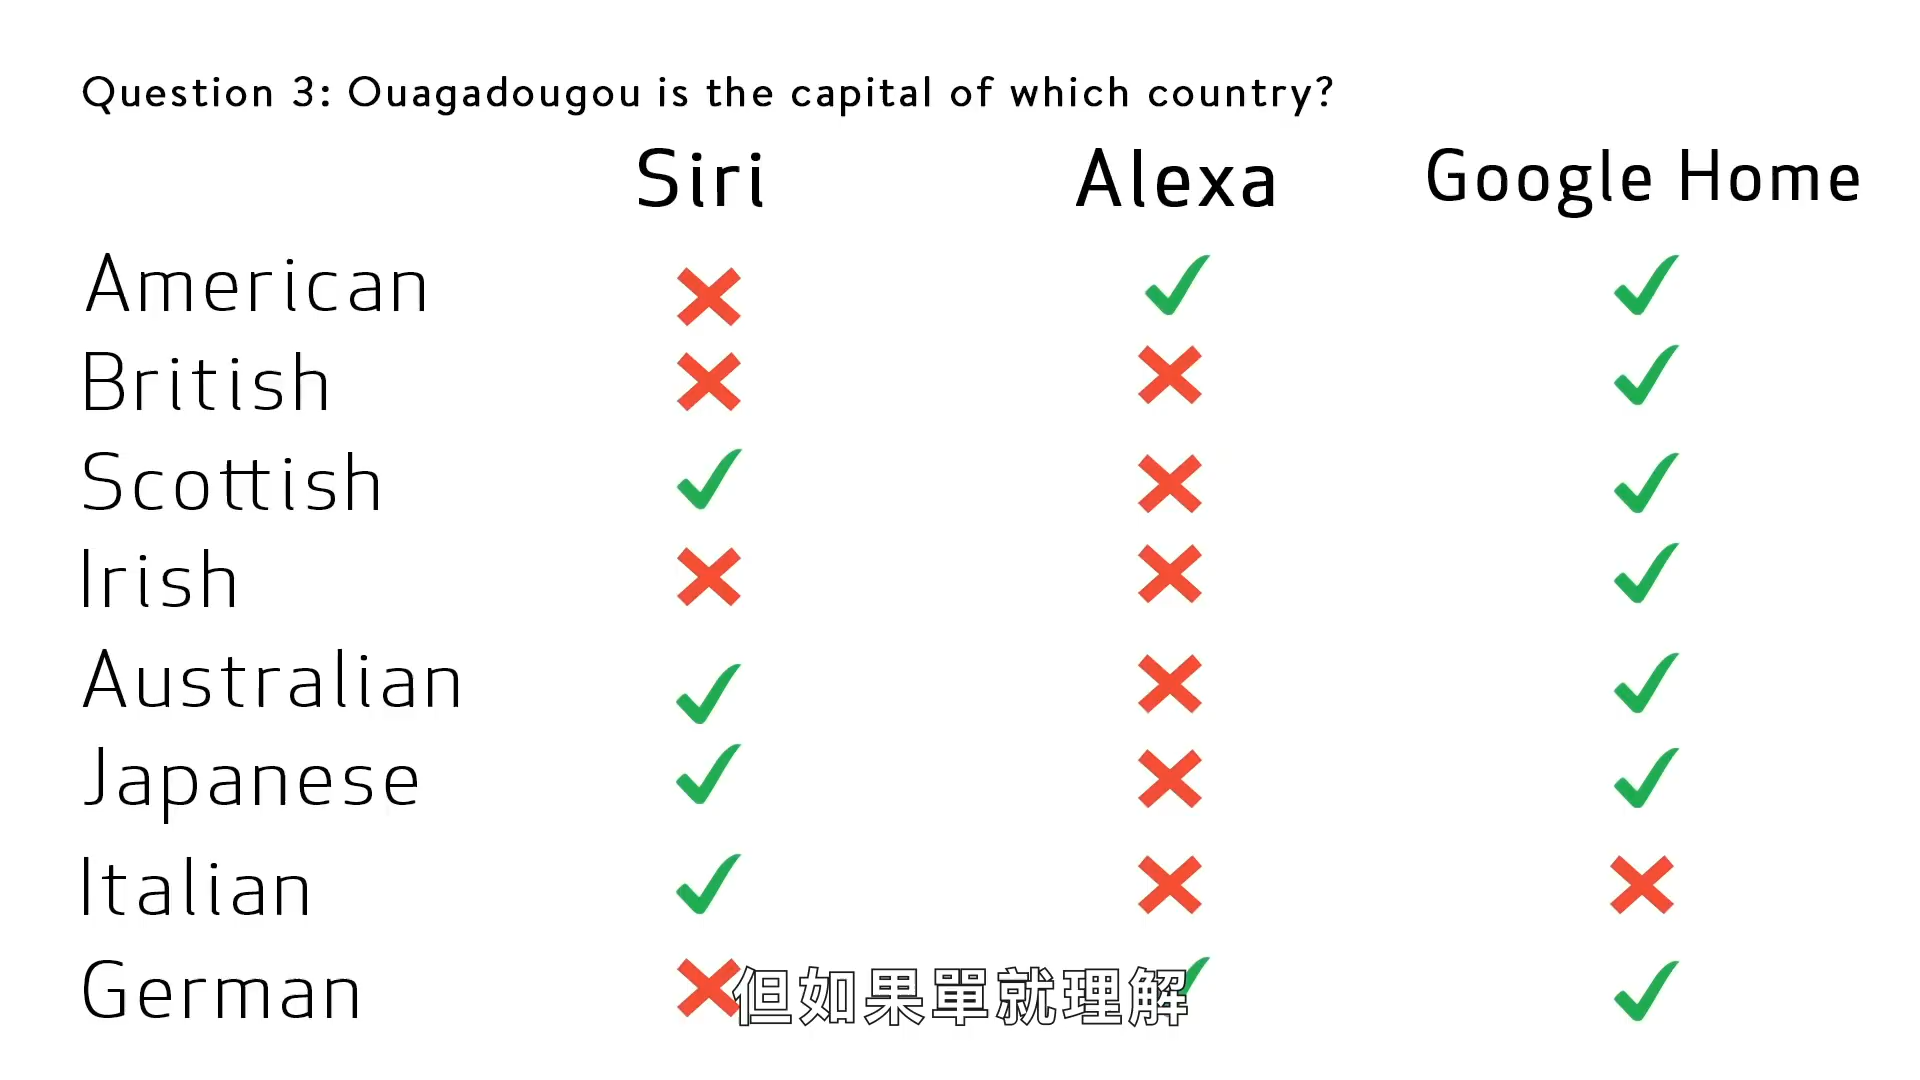 Question 3: Ouagadougou is the capital of which country?
Siri Alexa Google Home
American
British
Scottish
Irish
Australian
Japanese
Italian
German
但如果單就理解